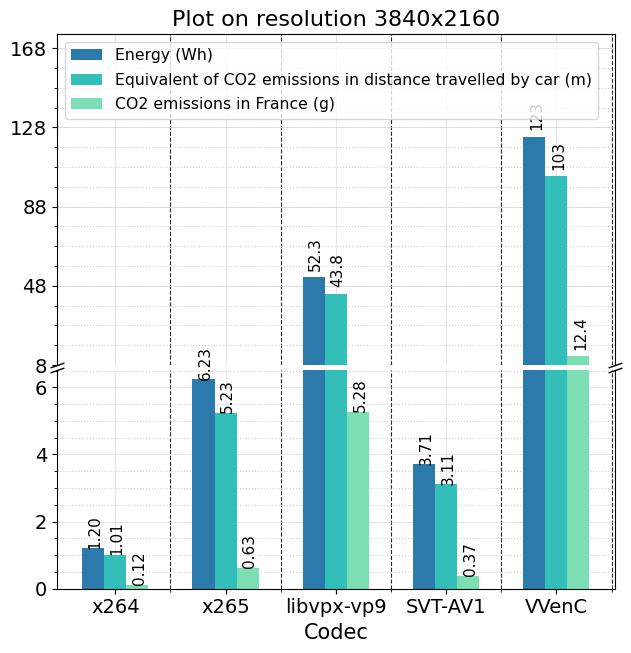 Plot on resolution 3840x2160
Energy (Wh)
Equivalent of CO2 emissions in distance travelled by car (m)
CO2 emissions in France (g)
168
128
88
48
8
6
4
2
0
1.20
1.01
0.12
6.23
5.23
0.63
52.3
43.8
5.28
3.71
3.11
0.37
123
103
12.4
x264
x265
libvpx-vp9
SVT-AV1
VVenC
Codec